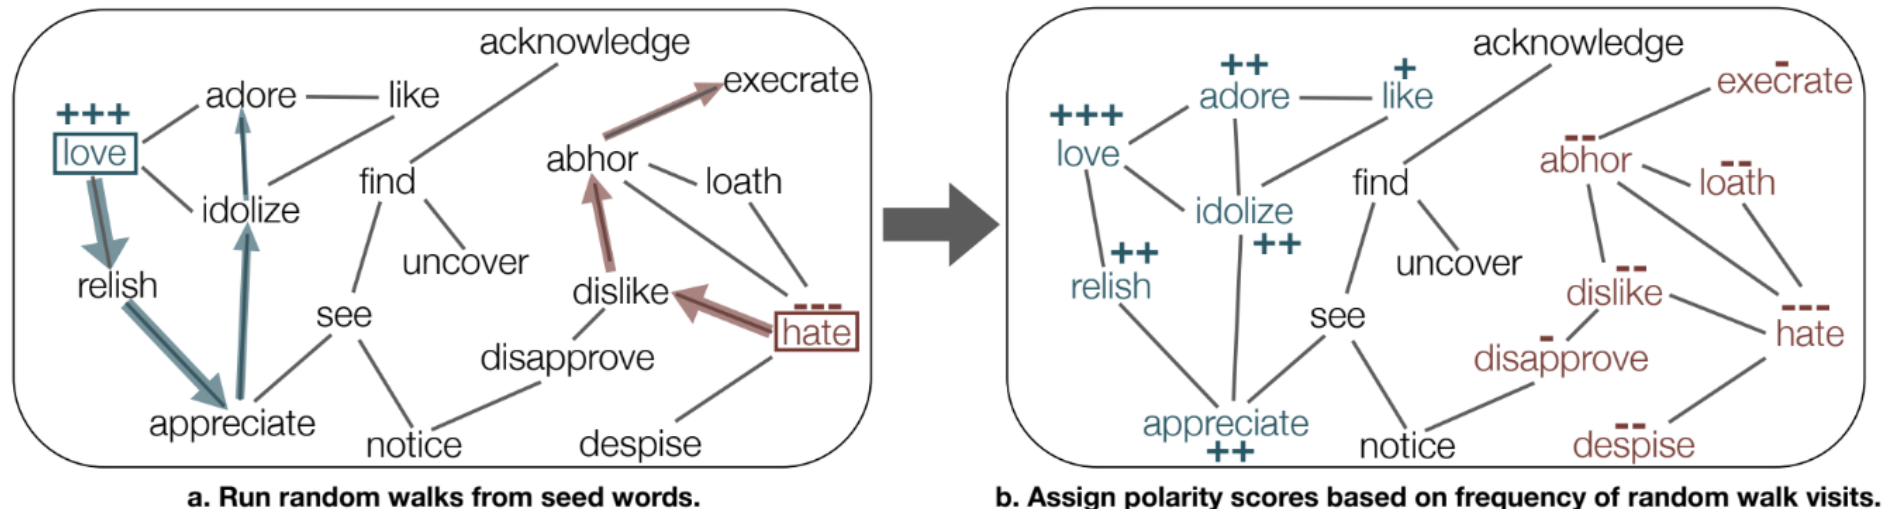 acknowledge
execrate
adore
like
+++
love
abhor
loath
find
idolize
uncover
relish
dislike
see
---
hate
disapprove
appreciate
notice
despise
a. Run random walks from seed words.
acknowledge
++
+
-
execrate
adore
like
+++
love
--
abhor
--
loath
find
idolize
++
++
uncover
relish
--
dislike
see
---
hate
-
disapprove
appreciate
++
notice
--
despise
b. Assign polarity scores based on frequency of random walk visits.